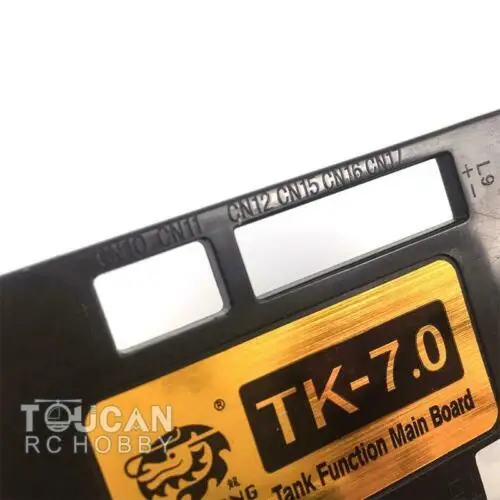 CN10 CN11 CN12 CN15 CN16 CN17
+ L9 -
®
TK-7.0
Tank Function Main Board
TOUCAN
RC HOBBY